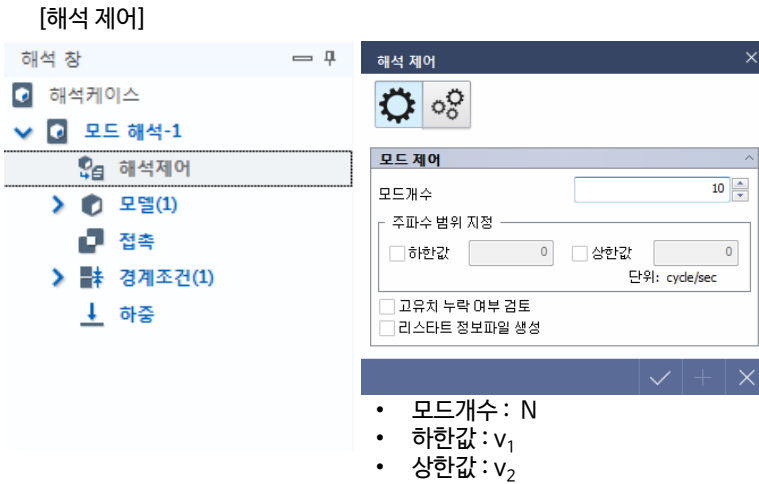 [해석 제어]
해석 창
해석케이스
모드 해석-1
해석제어
모델(1)
접촉
경계조건(1)
하중
해석 제어
모드 제어
모드개수 10
주파수 범위 지정
하한값 0 상한값 0
단위: cycle/sec
고유치 누락 여부 검토
리스타트 정보파일 생성
• 모드개수 : N
• 하한값 : v₁
• 상한값 : v₂